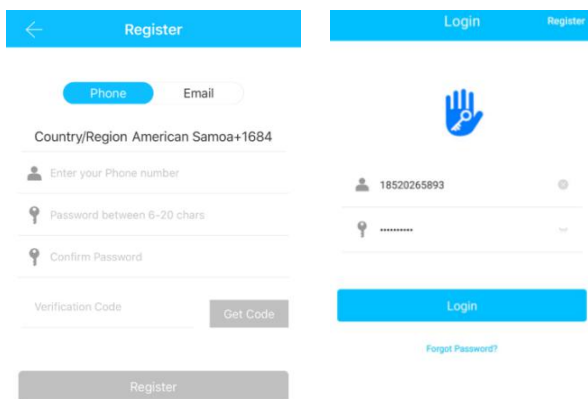 Register
Phone Email
Country/Region American Samoa+1684
Enter your Phone number
Password between 6-20 chars
Confirm Password
Verification Code Get Code
Register
Login Register
18520265893
Login
Forgot Password?